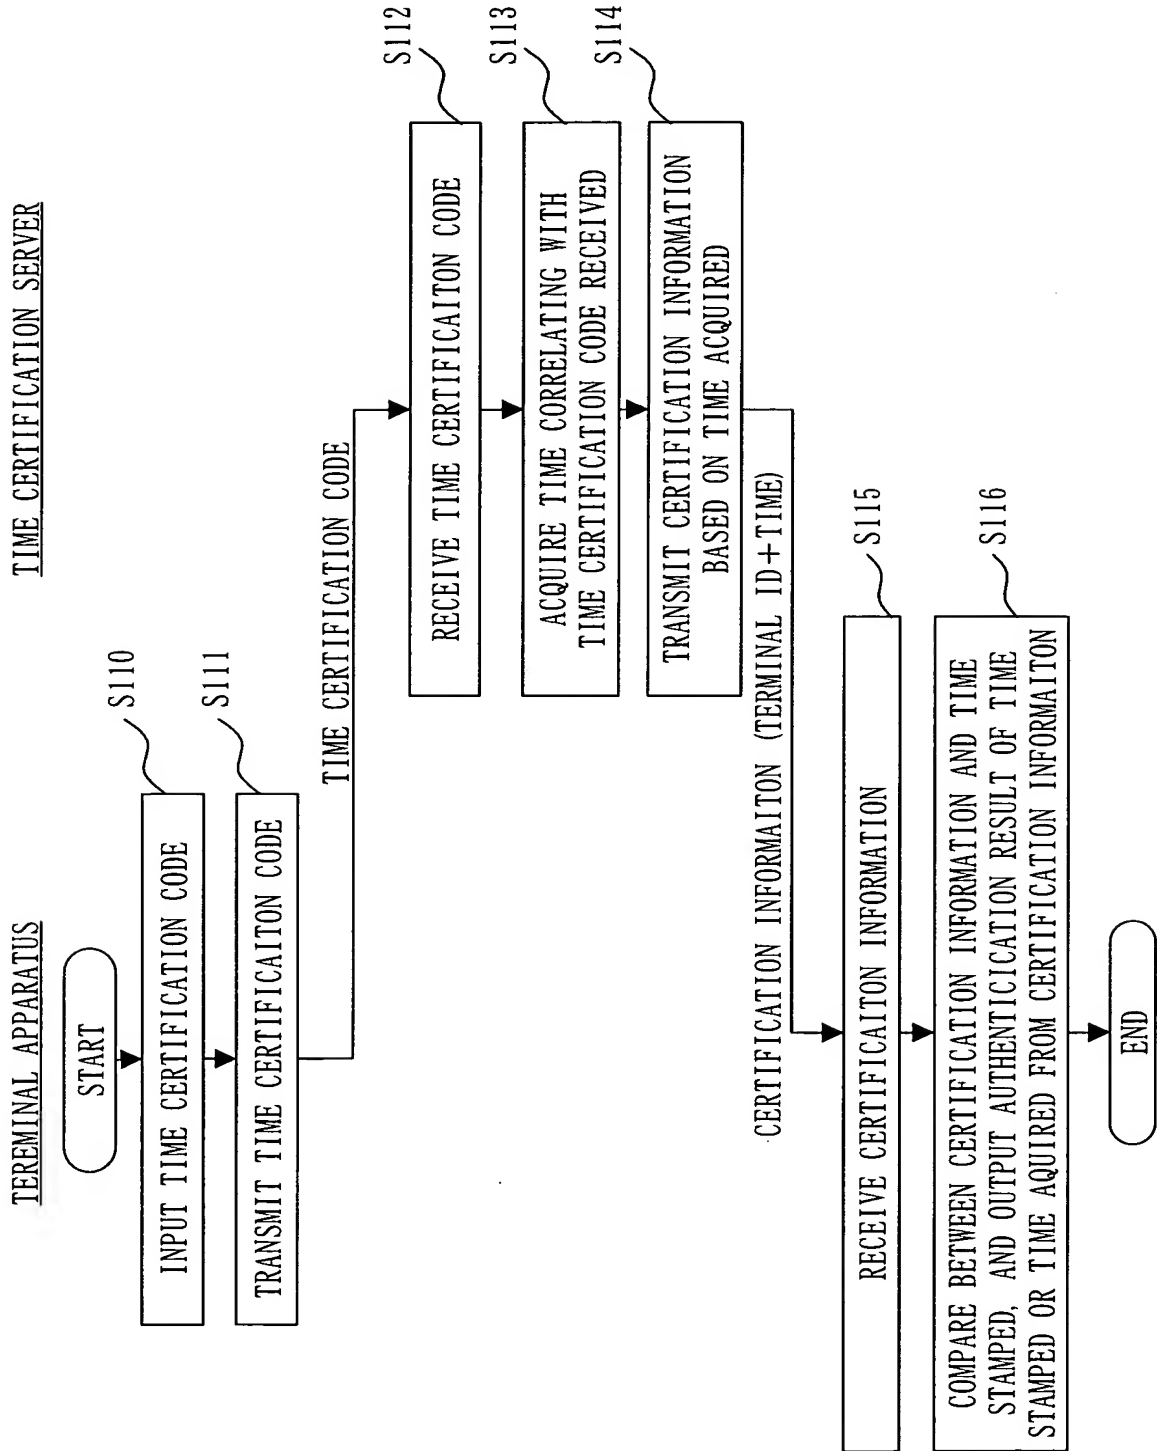 TEREMINAL APPARATUS
TIME CERTIFICATION SERVER
START
INPUT TIME CERTIFICATION CODE
S110
TRANSMIT TIME CERTIFICAITON CODE
S111
TIME CERTIFICATION CODE
RECEIVE TIME CERTIFICAITON CODE
S112
ACQUIRE TIME CORRELATING WITH
TIME CERTIFICATION CODE RECEIVED
S113
TRANSMIT CERTIFICATION INFORMATION
BASED ON TIME ACQUIRED
S114
CERTIFICATION INFORMAITON (TERMINAL ID+TIME)
RECEIVE CERTIFICAITON INFORMATION
S115
COMPARE BETWEEN CERTIFICATION INFORMATION AND TIME
STAMPED, AND OUTPUT AUTHENTICICATION RESULT OF TIME
STAMPED OR TIME AQUIRED FROM CERTIFICATION INFORMAITON
S116
END